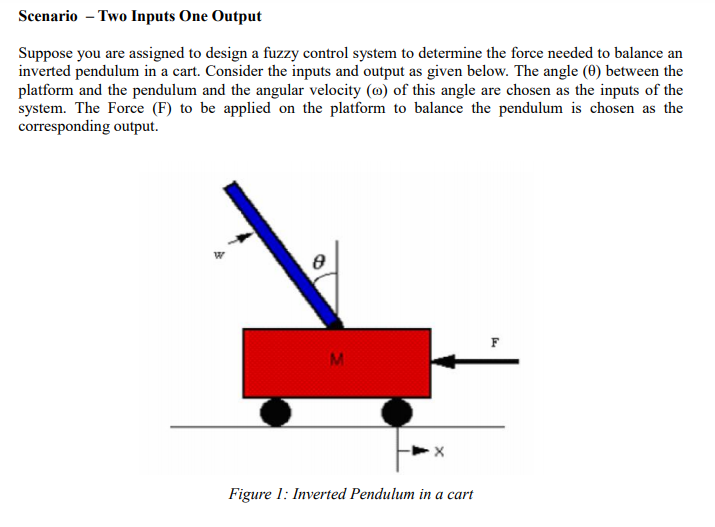 Scenario – Two Inputs One Output
Suppose you are assigned to design a fuzzy control system to determine the force needed to balance an
inverted pendulum in a cart. Consider the inputs and output as given below. The angle (θ) between the
platform and the pendulum and the angular velocity (ω) of this angle are chosen as the inputs of the
system. The Force (F) to be applied on the platform to balance the pendulum is chosen as the
corresponding output.
w
θ
F
M
X
Figure 1: Inverted Pendulum in a cart